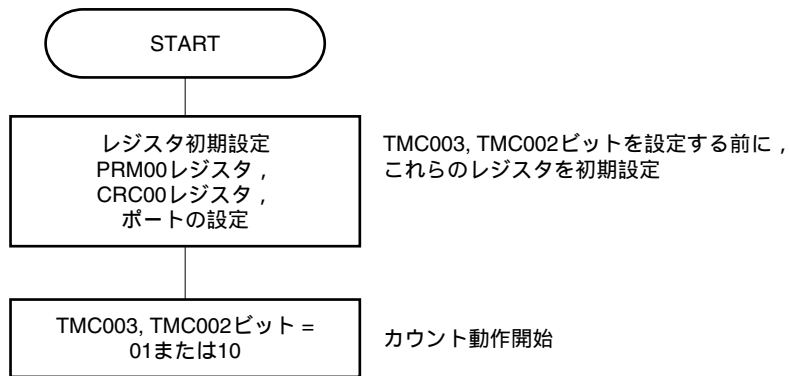 START
レジスタ初期設定
PRM00レジスタ，
CRC00レジスタ，
ポートの設定
TMC003, TMC002ビットを設定する前に，
これらのレジスタを初期設定
TMC003, TMC002ビット =
01または10
カウント動作開始